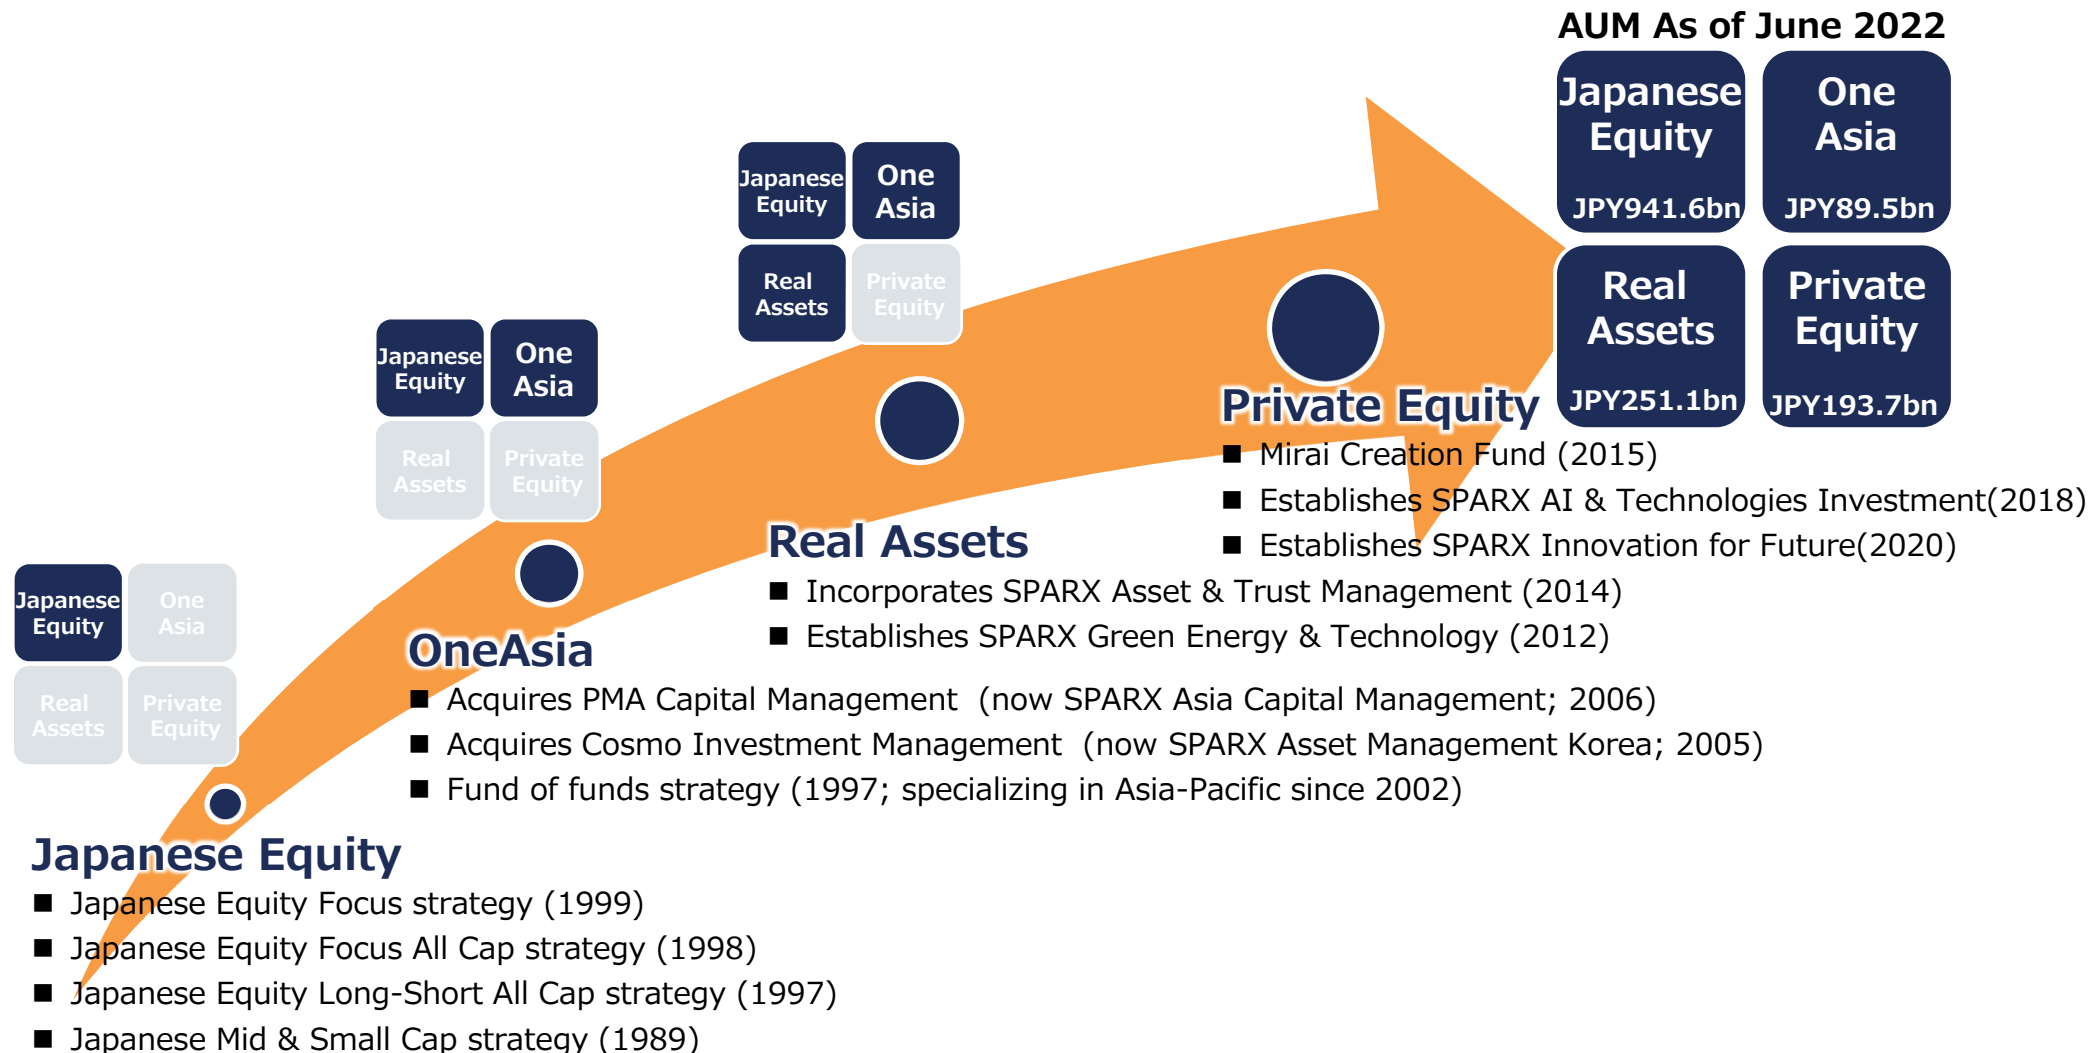 AUM As of June 2022
Japanese
Equity
JPY941.6bn
One
Asia
JPY89.5bn
Real
Assets
JPY251.1bn
Private
Equity
JPY193.7bn
Japanese
Equity
One
Asia
Real
Assets
Private
Equity
Japanese
Equity
One
Asia
Real
Assets
Private
Equity
Japanese
Equity
One
Asia
Real
Assets
Private
Equity
Private Equity
■ Mirai Creation Fund (2015)
■ Establishes SPARX AI & Technologies Investment(2018)
■ Establishes SPARX Innovation for Future(2020)
Real Assets
■ Incorporates SPARX Asset & Trust Management (2014)
■ Establishes SPARX Green Energy & Technology (2012)
OneAsia
■ Acquires PMA Capital Management (now SPARX Asia Capital Management; 2006)
■ Acquires Cosmo Investment Management (now SPARX Asset Management Korea; 2005)
■ Fund of funds strategy (1997; specializing in Asia-Pacific since 2002)
Japanese Equity
■ Japanese Equity Focus strategy (1999)
■ Japanese Equity Focus All Cap strategy (1998)
■ Japanese Equity Long-Short All Cap strategy (1997)
■ Japanese Mid & Small Cap strategy (1989)